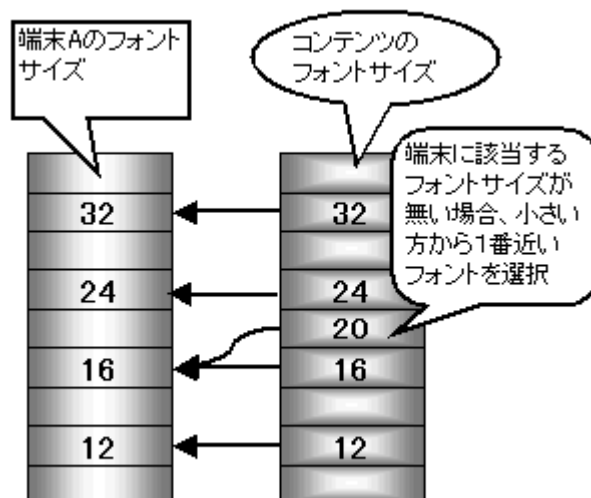 端末Aのフォント
サイズ
コンテンツの
フォントサイズ
端末に該当する
フォントサイズが
無い場合、小さい
方から1番近い
フォントを選択
32
24
16
12
32
24
20
16
12